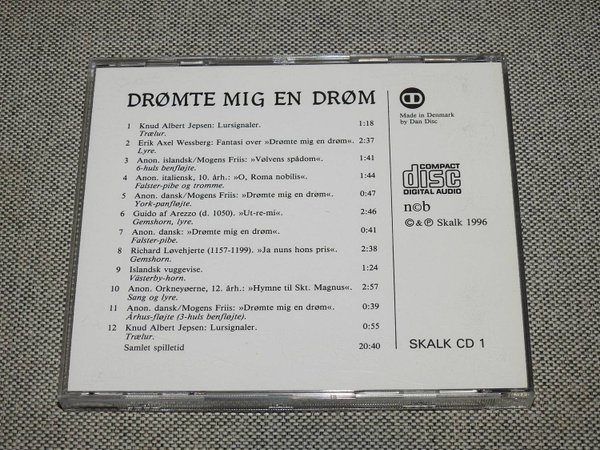 DRØMTE MIG EN DRØM
1 Knud Albert Jepsen: Lursignaler. 1:18
Trælur.
2 Erik Axel Wessberg: Fantasi over »Drømte mig en drøm«. 2:37
Lyre.
3 Anon. islandsk/Mogens Friis: »Vølvens spådom«. 1:41
6-huls benfløjte.
4 Anon. italiensk, 10. årh.: »O, Roma nobilis«. 1:44
Falster-pibe og tromme.
5 Anon. dansk/Mogens Friis: »Drømte mig en drøm«. 0:47
York-panfløjte.
6 Guido af Arezzo (d. 1050). »Ut-re-mi«. 2:46
Gemshorn, lyre.
7 Anon. dansk: »Drømte mig en drøm«. 0:41
Falster-pibe.
8 Richard Løvehjerte (1157-1199). »Ja nuns hons pris«. 2:38
Gemshorn.
9 Islandsk vuggevise. 1:24
Västerby-horn.
10 Anon. Orkneyøerne, 12. årh.: »Hymne til Skt. Magnus«. 2:57
Sang og lyre.
11 Anon. dansk/Mogens Friis: »Drømte mig en drøm«. 0:39
Århus-fløjte (3-huls benfløjte).
12 Knud Albert Jepsen: Lursignaler. 0:55
Trælur.
Samlet spilletid 20:40
Made in Denmark
by Dan Disc
COMPACT
disc
DIGITAL AUDIO
n©b
©&℗ Skalk 1996
SKALK CD 1